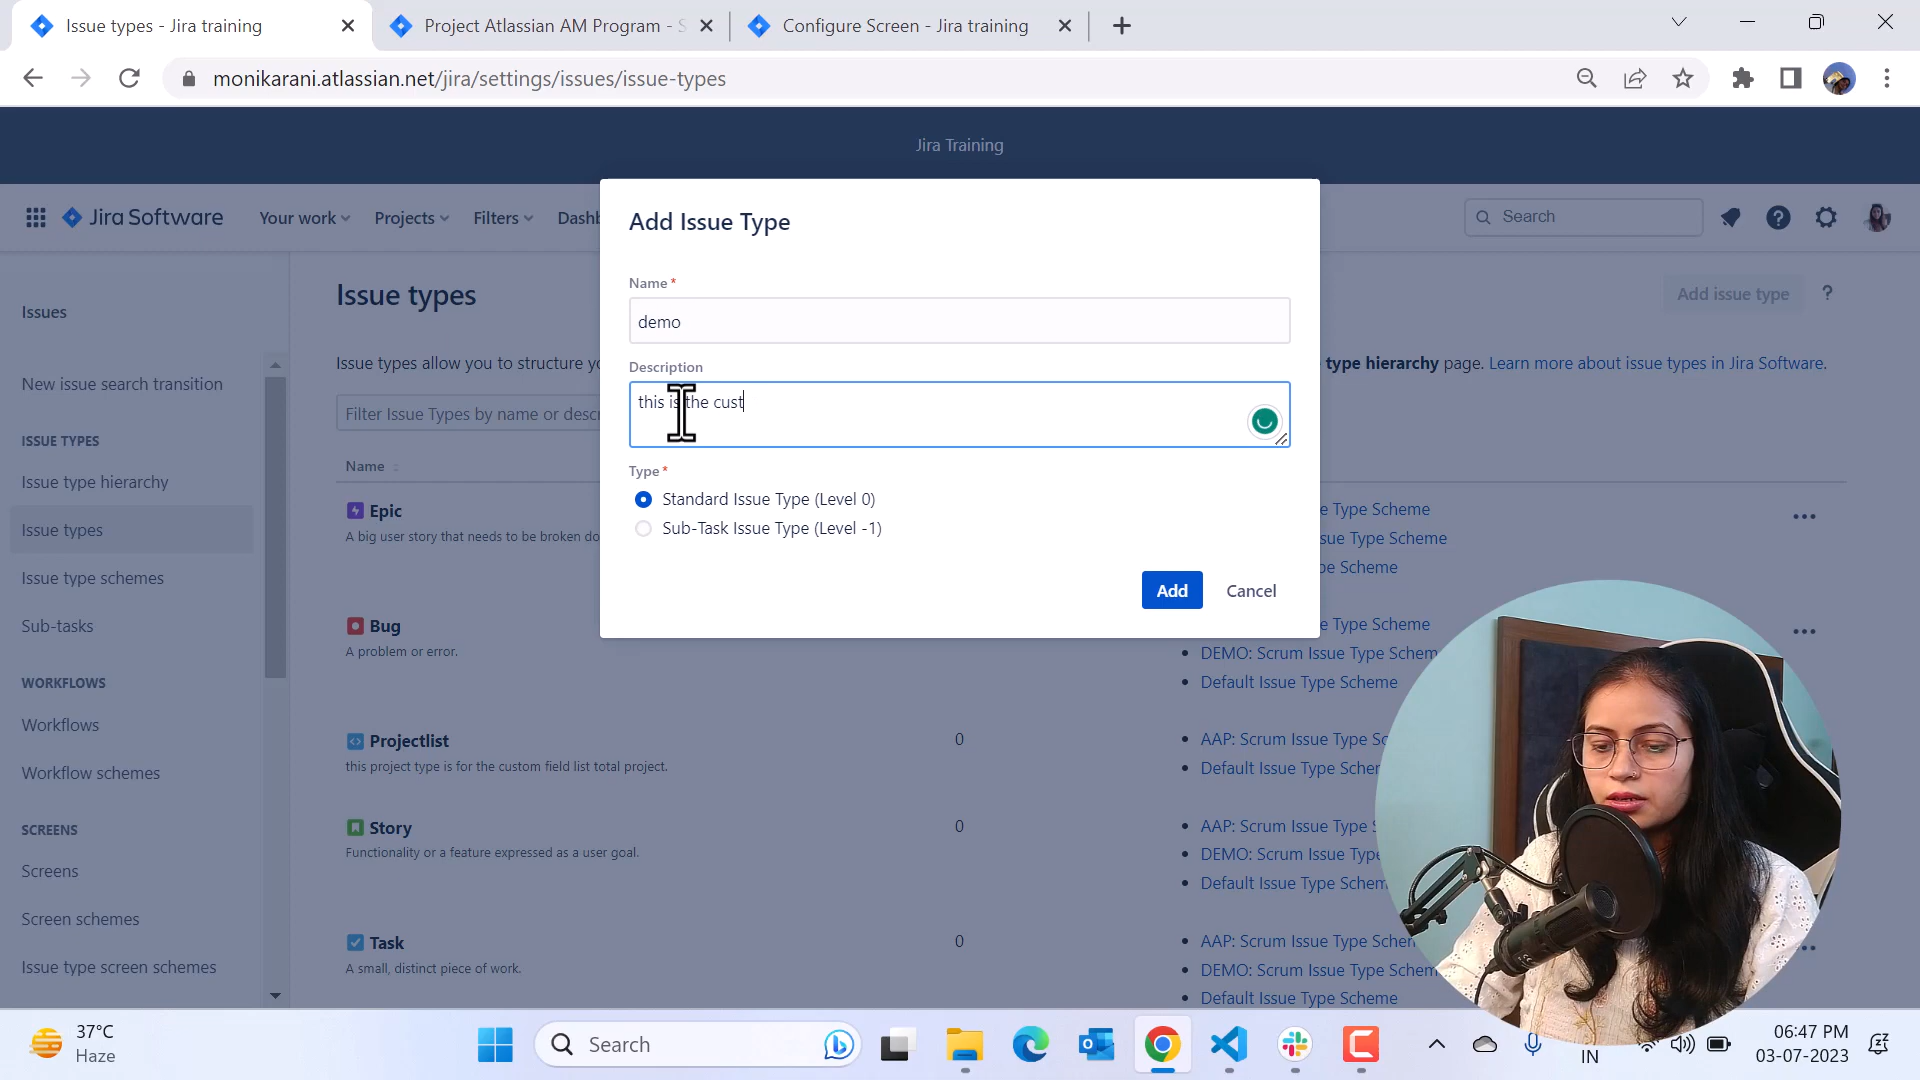 Issue types - Jira training
Project Atlassian AM Program - S
Configure Screen - Jira training
monikarani.atlassian.net/jira/settings/issues/issue-types
Jira Training
Jira Software
Your work
Projects
Filters
Dashb
Search
Issues
New issue search transition
ISSUE TYPES
Issue type hierarchy
Issue types
Issue type schemes
Sub-tasks
WORKFLOWS
Workflows
Workflow schemes
SCREENS
Screens
Screen schemes
Issue type screen schemes
Issue types
Add issue type
?
Issue types allow you to structure yo
type hierarchy page. Learn more about issue types in Jira Software.
Filter Issue Types by name or descr
Name
Epic
A big user story that needs to be broken do
e Type Scheme
sue Type Scheme
pe Scheme
Bug
A problem or error.
e Type Scheme
DEMO: Scrum Issue Type Schem
Default Issue Type Scheme
Projectlist
this project type is for the custom field list total project.
0
AAP: Scrum Issue Type Sc
Default Issue Type Schem
Story
Functionality or a feature expressed as a user goal.
0
AAP: Scrum Issue Type S
DEMO: Scrum Issue Type
Default Issue Type Schem
Task
A small, distinct piece of work.
0
AAP: Scrum Issue Type Schem
DEMO: Scrum Issue Type Schem
Default Issue Type Scheme
Add Issue Type
Name *
demo
Description
this is the cust
Type *
Standard Issue Type (Level 0)
Sub-Task Issue Type (Level -1)
Add
Cancel
37°C
Haze
Search
IN
06:47 PM
03-07-2023